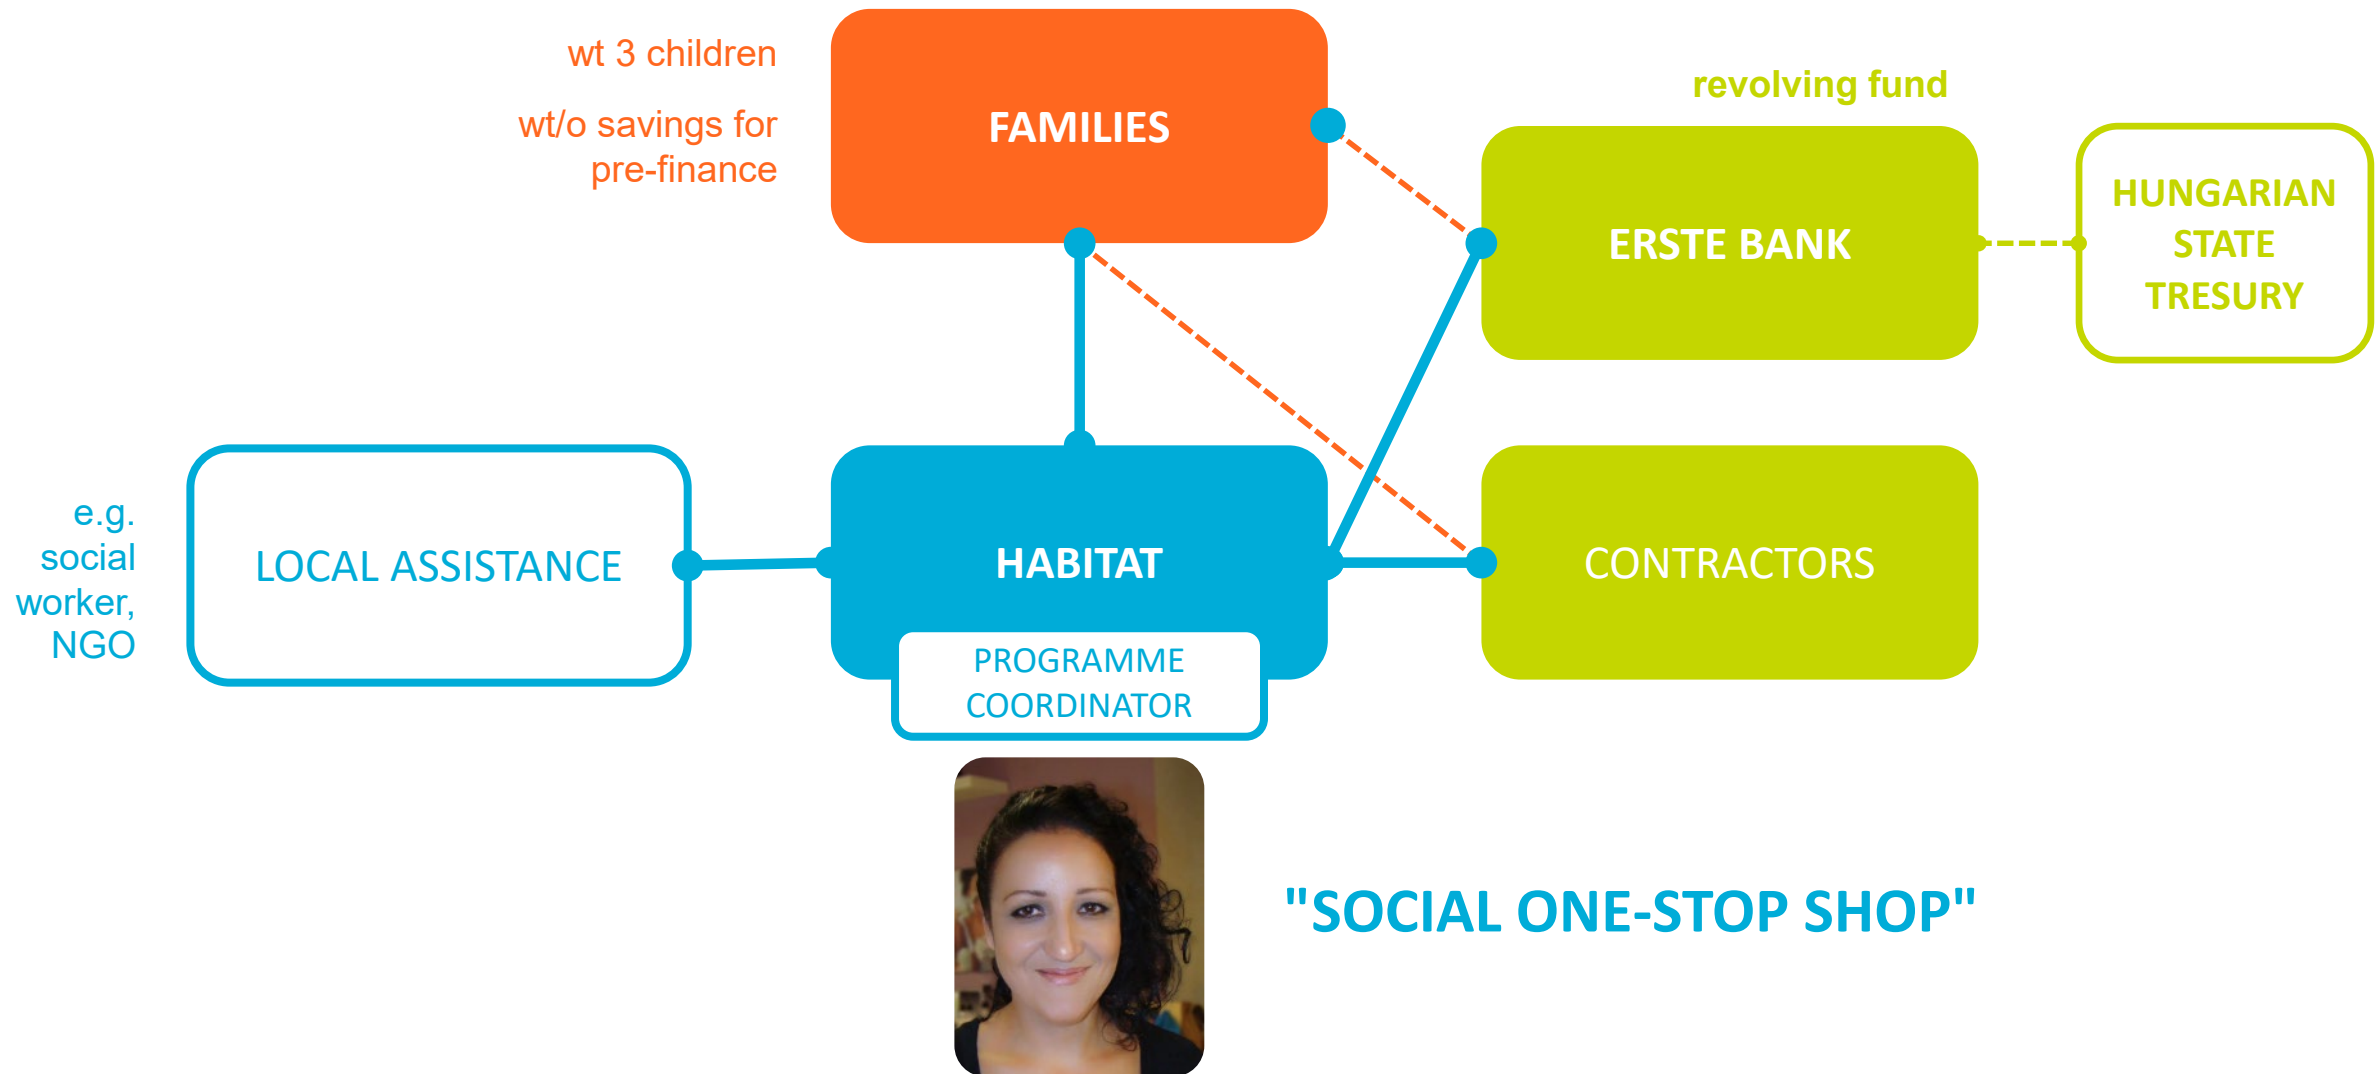 wt 3 children
wt/o savings for
pre-finance
FAMILIES
revolving fund
ERSTE BANK
HUNGARIAN
STATE
TRESURY
e.g.
social
worker,
NGO
LOCAL ASSISTANCE
HABITAT
PROGRAMME
COORDINATOR
CONTRACTORS
"SOCIAL ONE-STOP SHOP"